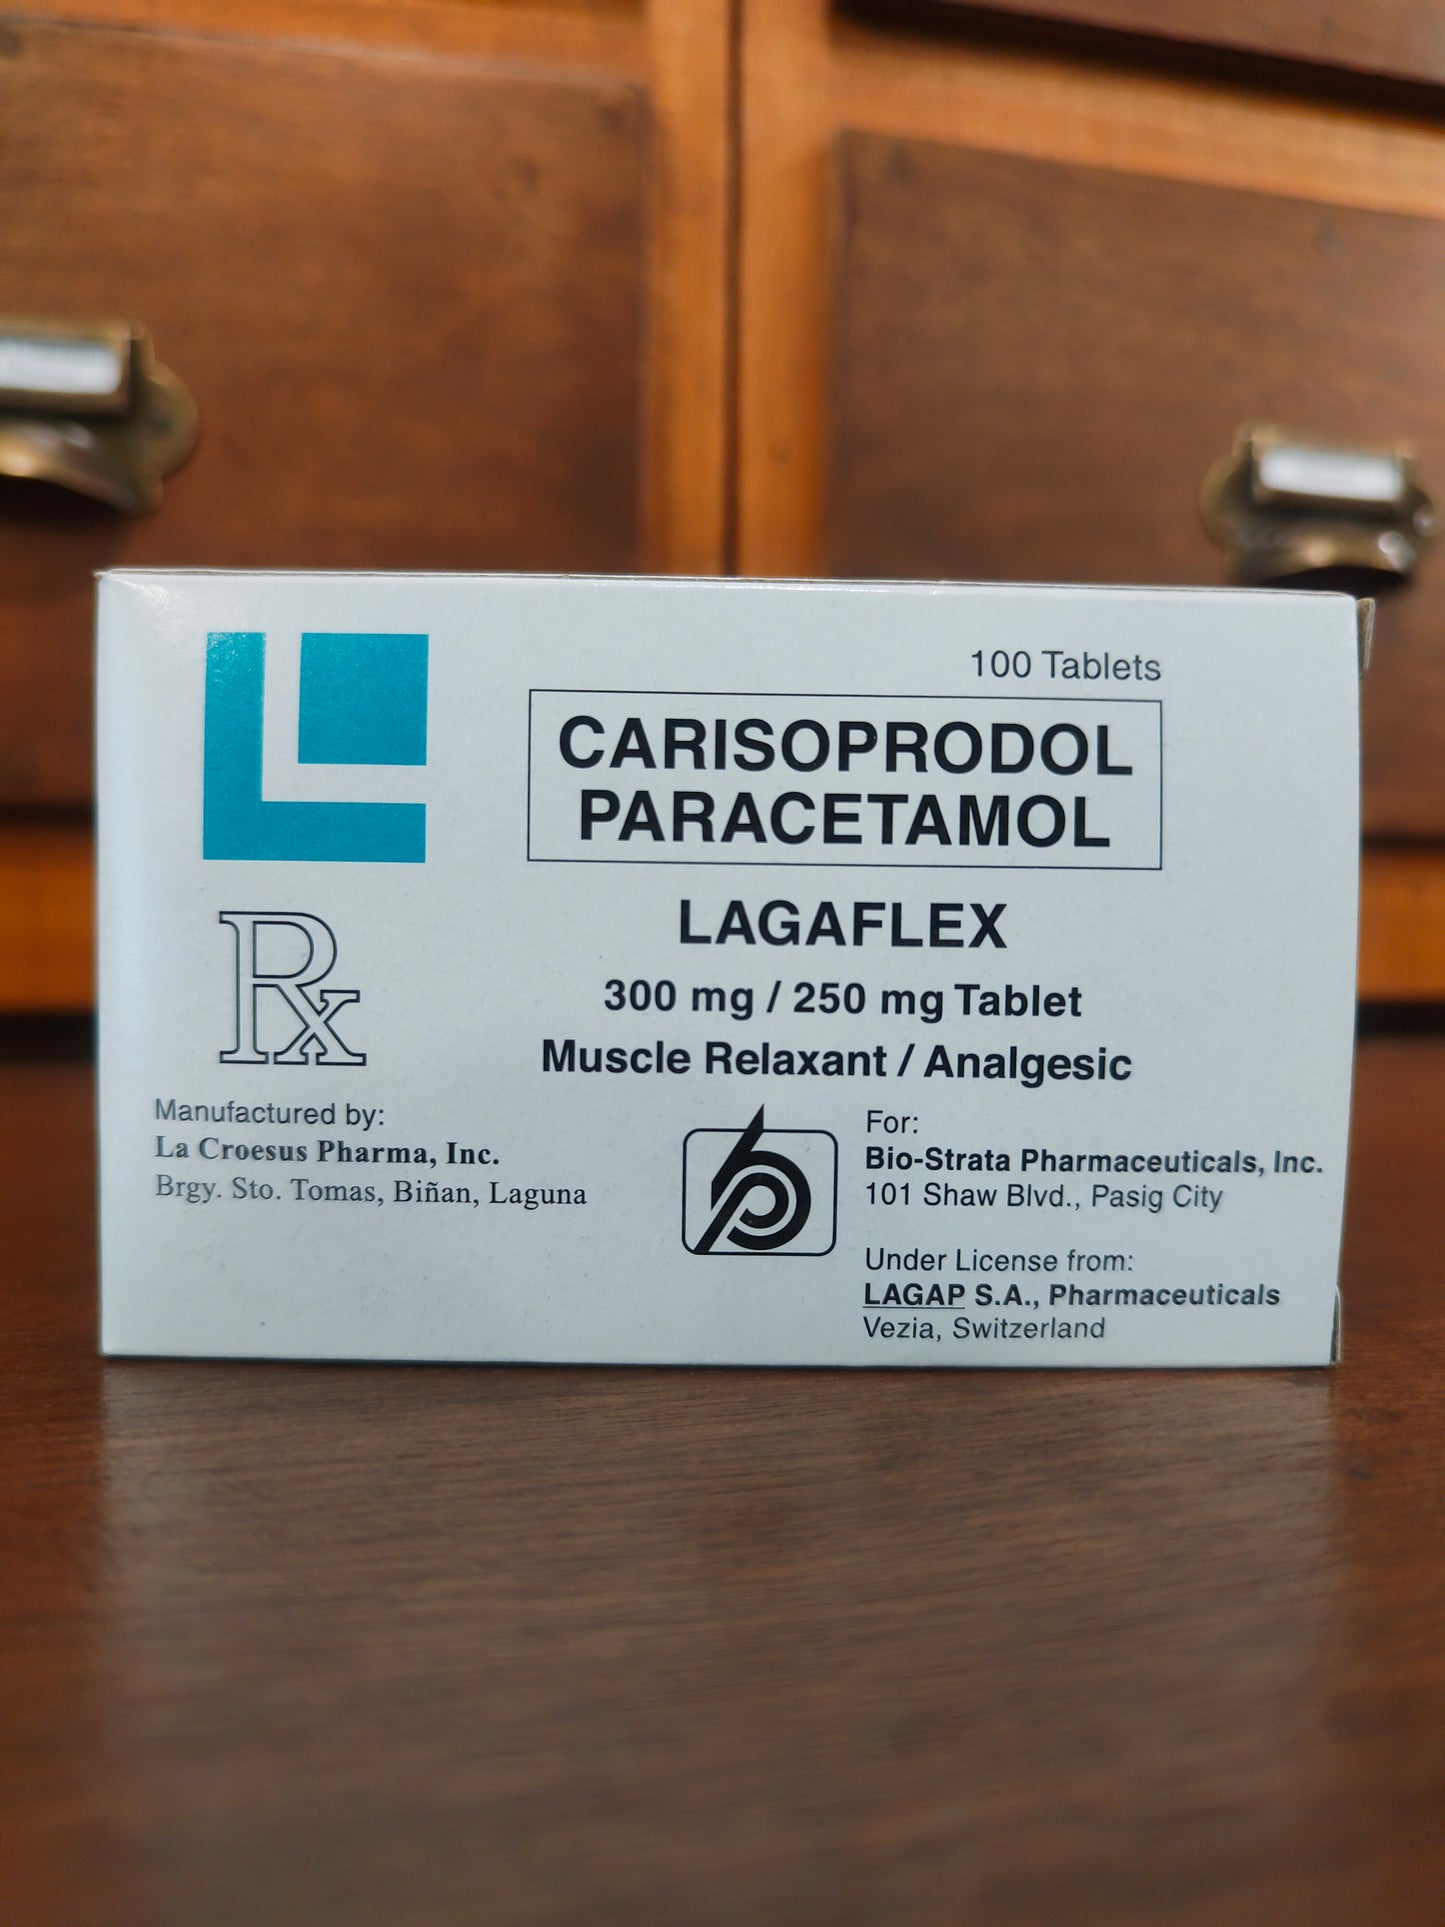 100 Tablets
CARISOPRODOL
PARACETAMOL
LAGAFLEX
300 mg / 250 mg Tablet
Muscle Relaxant / Analgesic
Rx
Manufactured by:
La Croesus Pharma, Inc.
Brgy. Sto. Tomas, Biñan, Laguna
For:
Bio-Strata Pharmaceuticals, Inc.
101 Shaw Blvd., Pasig City
Under License from:
LAGAP S.A., Pharmaceuticals
Vezia, Switzerland